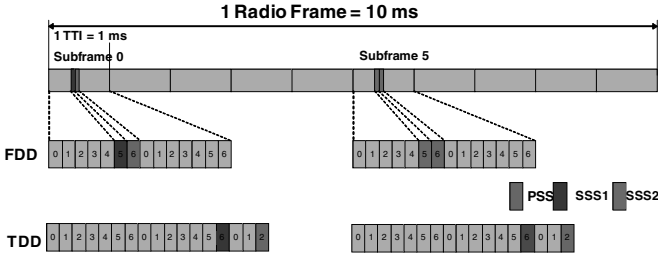 1 Radio Frame = 10 ms
1 TTI = 1 ms
Subframe 0
Subframe 5
FDD
0 1 2 3 4 5 6 0 1 2 3 4 5 6
0 1 2 3 4 5 6 0 1 2 3 4 5 6
PSS SSS1 SSS2
TDD
0 1 2 3 4 5 6 0 1 2 3 4 5 6 0 1 2
0 1 2 3 4 5 6 0 1 2 3 4 5 6 0 1 2